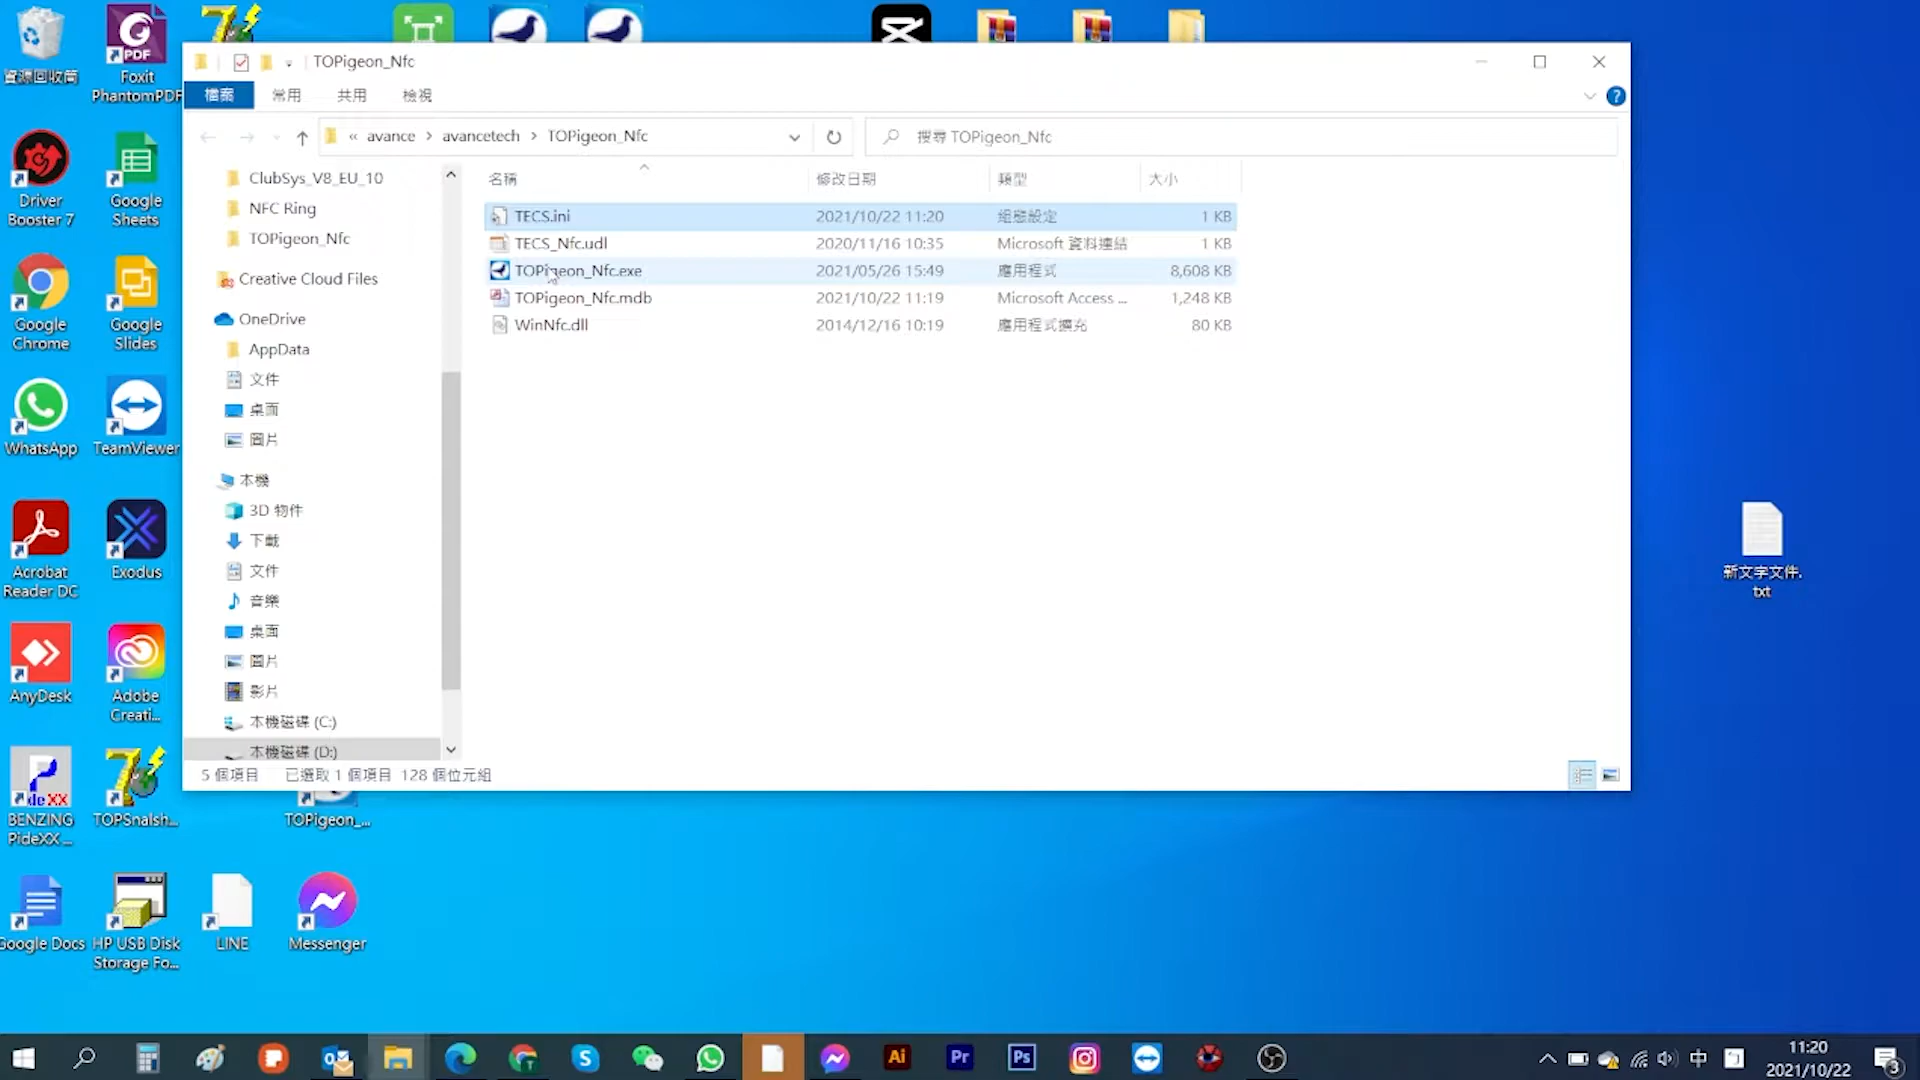 資源回收筒
Foxit
PhantomPDF
TOPigeon_Nfc
檔案
常用
共用
檢視
avance
avancetech
TOPigeon_Nfc
搜尋 TOPigeon_Nfc
ClubSys_V8_EU_10
NFC Ring
TOPigeon_Nfc
Creative Cloud Files
OneDrive
AppData
文件
桌面
圖片
本機
3D 物件
下載
文件
音樂
桌面
圖片
影片
本機磁碟 (C:)
本機磁碟 (D:)
名稱
修改日期
類型
大小
TECS.ini
2021/10/22 11:20
組態設定
1 KB
TECS_Nfc.udl
2020/11/16 10:35
Microsoft 資料連結
1 KB
TOPigeon_Nfc.exe
2021/05/26 15:49
應用程式
8,608 KB
TOPigeon_Nfc.mdb
2021/10/22 11:19
Microsoft Access ...
1,248 KB
WinNfc.dll
2014/12/16 10:19
應用程式擴充
80 KB
5 個項目
已選取 1 個項目 128 個位元組
Driver
Booster 7
Google
Sheets
Google
Chrome
Google
Slides
WhatsApp
TeamViewer
Acrobat
Reader DC
Exodus
AnyDesk
Adobe
Creati...
BENZING
PideXX ...
TOPSnalsh...
TOPigeon_...
Google Docs
HP USB Disk
Storage Fo...
LINE
Messenger
新文字文件.
txt
Ai
Pr
Ps
中
11:20
2021/10/22
3